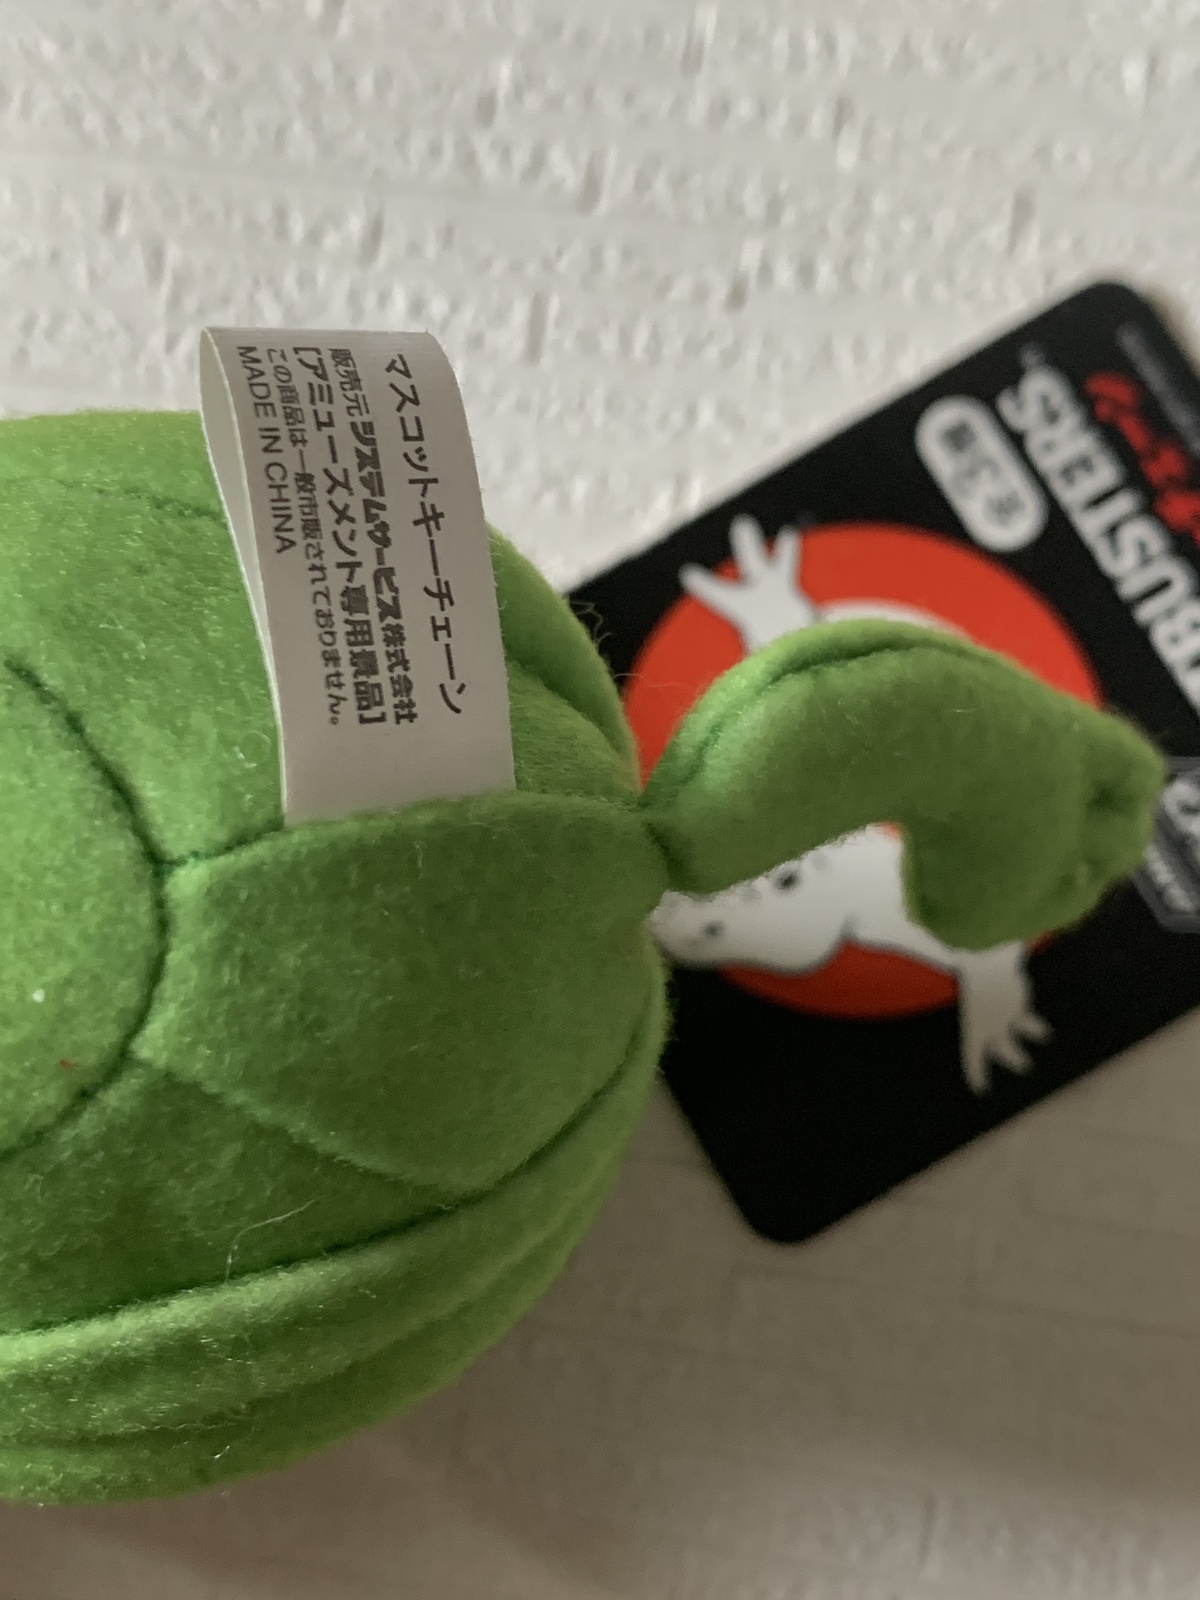 マスコットキーチェーン
販売元 システムサービス株式会社
[アミューズメント専用景品]
この商品は一般市販されておりません。
MADE IN CHINA
TBUSTERS